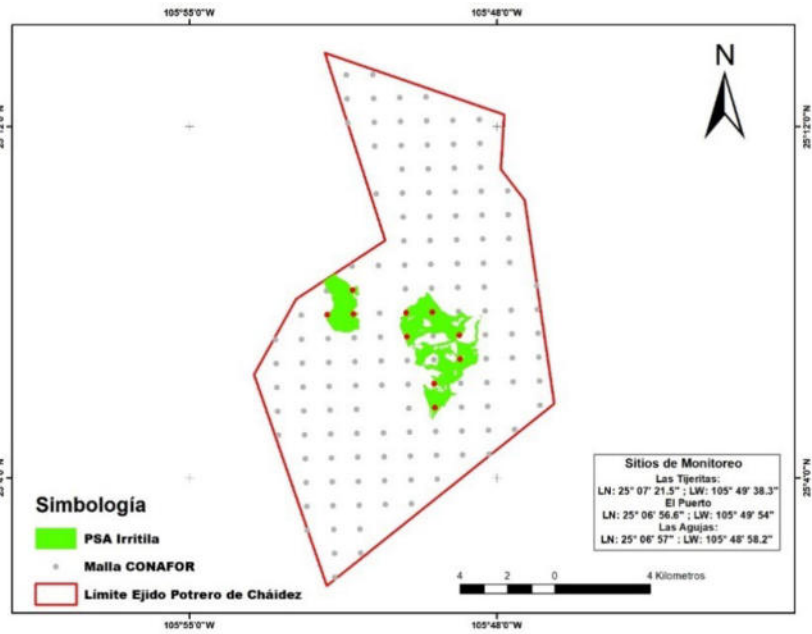 105°55'0"W 105°48'0"W
N
Sitios de Monitoreo
Las Tijeritas:
LN: 25° 07' 21.5" ; LW: 105° 49' 38.3"
El Puerto
LN: 25° 06' 56.6" ; LW: 105° 49' 54"
Las Agujas:
LN: 25° 06' 57" ; LW: 105° 48' 58.2"
Simbología
PSA Irritila
Malla CONAFOR
Límite Ejido Potrero de Cháidez
4 2 0 4 Kilometros
105°55'0"W 105°48'0"W